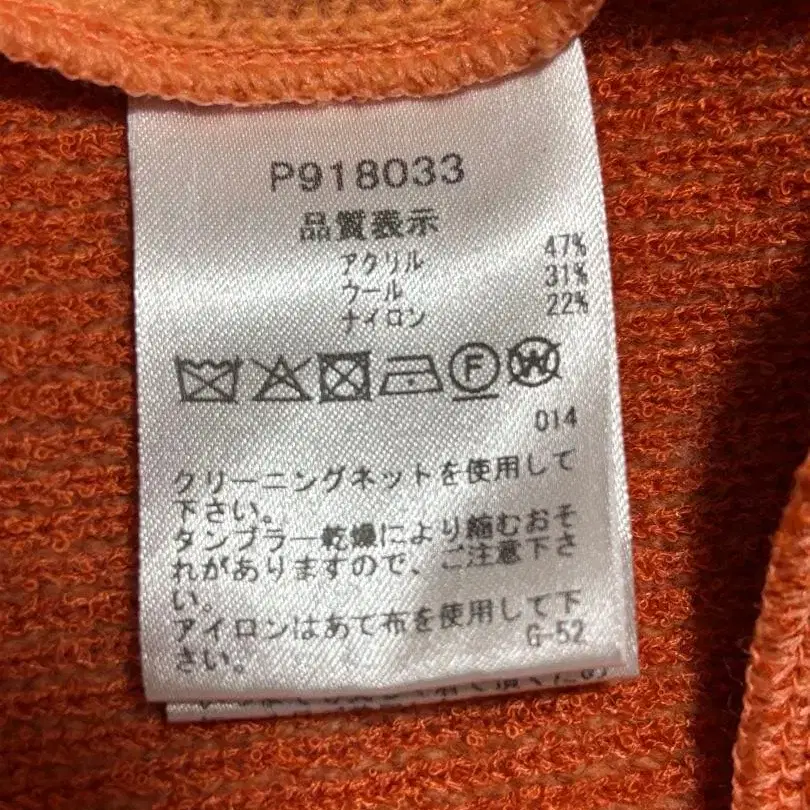 P918033
品質表示
アクリル 47%
ウール 31%
ナイロン 22%
F W
014
クリーニングネットを使用して
下さい。
タンブラー乾燥により縮むおそ
れがありますので、ご注意下さ
い。
アイロンはあて布を使用して下
さい。 G-52